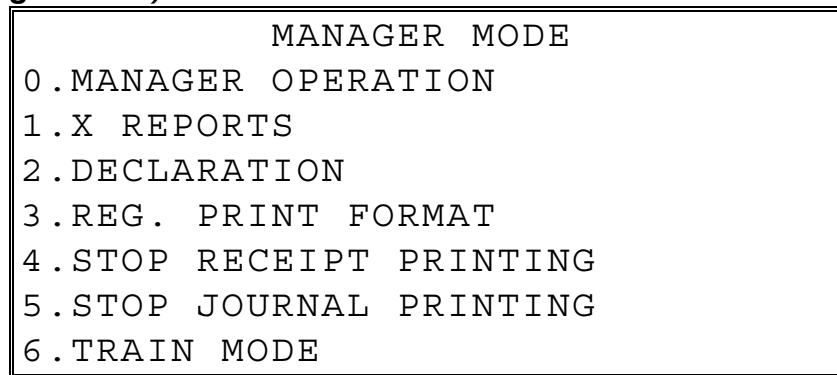 MANAGER MODE
0.MANAGER OPERATION
1.X REPORTS
2.DECLARATION
3.REG. PRINT FORMAT
4.STOP RECEIPT PRINTING
5.STOP JOURNAL PRINTING
6.TRAIN MODE